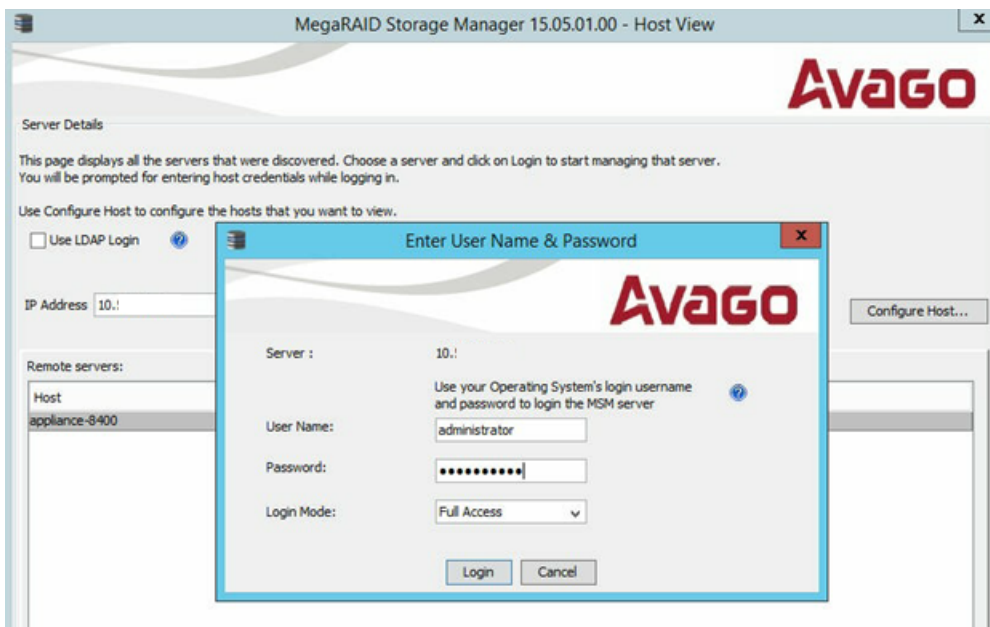 MegaRAID Storage Manager 15.05.01.00 - Host View
x
AVAGO
Server Details
This page displays all the servers that were discovered. Choose a server and click on Login to start managing that server.
You will be prompted for entering host credentials while logging in.
Use Configure Host to configure the hosts that you want to view.
Use LDAP Login
?
IP Address 10.
Configure Host...
Remote servers:
Host
appliance-8400
Enter User Name & Password
x
AVAGO
Server : 10.
Use your Operating System's login username
and password to login the MSM server
?
User Name: administrator
Password: ••••••••••
Login Mode: Full Access
Login Cancel